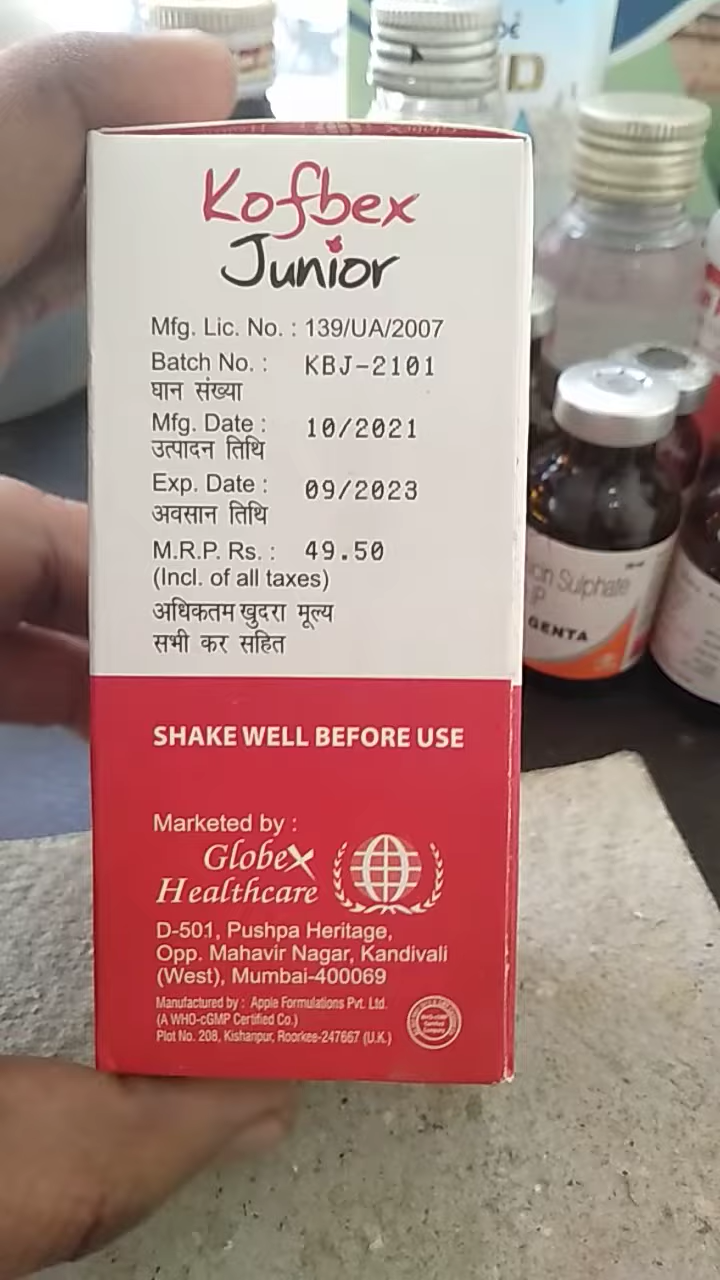 Kofbex
Junior
Mfg. Lic. No. : 139/UA/2007
Batch No. : KBJ-2101
घान संख्या
Mfg. Date : 10/2021
उत्पादन तिथि
Exp. Date : 09/2023
अवसान तिथि
M.R.P. Rs. : 49.50
(Incl. of all taxes)
अधिकतम खुदरा मूल्य
सभी कर सहित
SHAKE WELL BEFORE USE
Marketed by :
Globex
Healthcare
D-501, Pushpa Heritage,
Opp. Mahavir Nagar, Kandivali
(West), Mumbai-400069
Manufactured by : Apple Formulations Pvt. Ltd.
(A WHO-cGMP Certified Co.)
Plot No. 208, Kishanpur, Roorkee-247667 (U.K.)
Sulphate
IP
GENTA